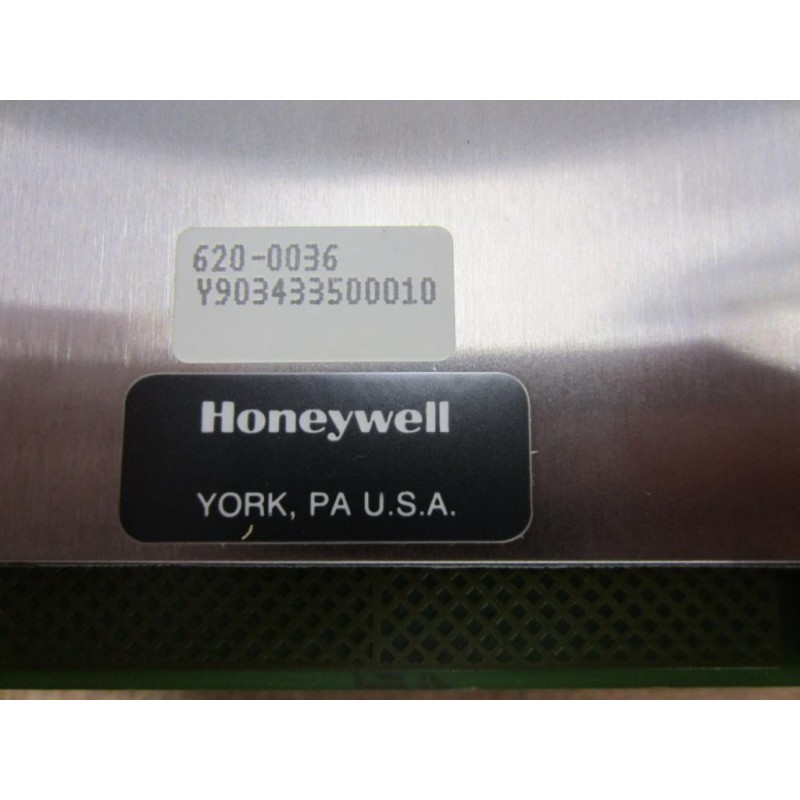 620-0036
Y903433500010
Honeywell
YORK, PA U.S.A.